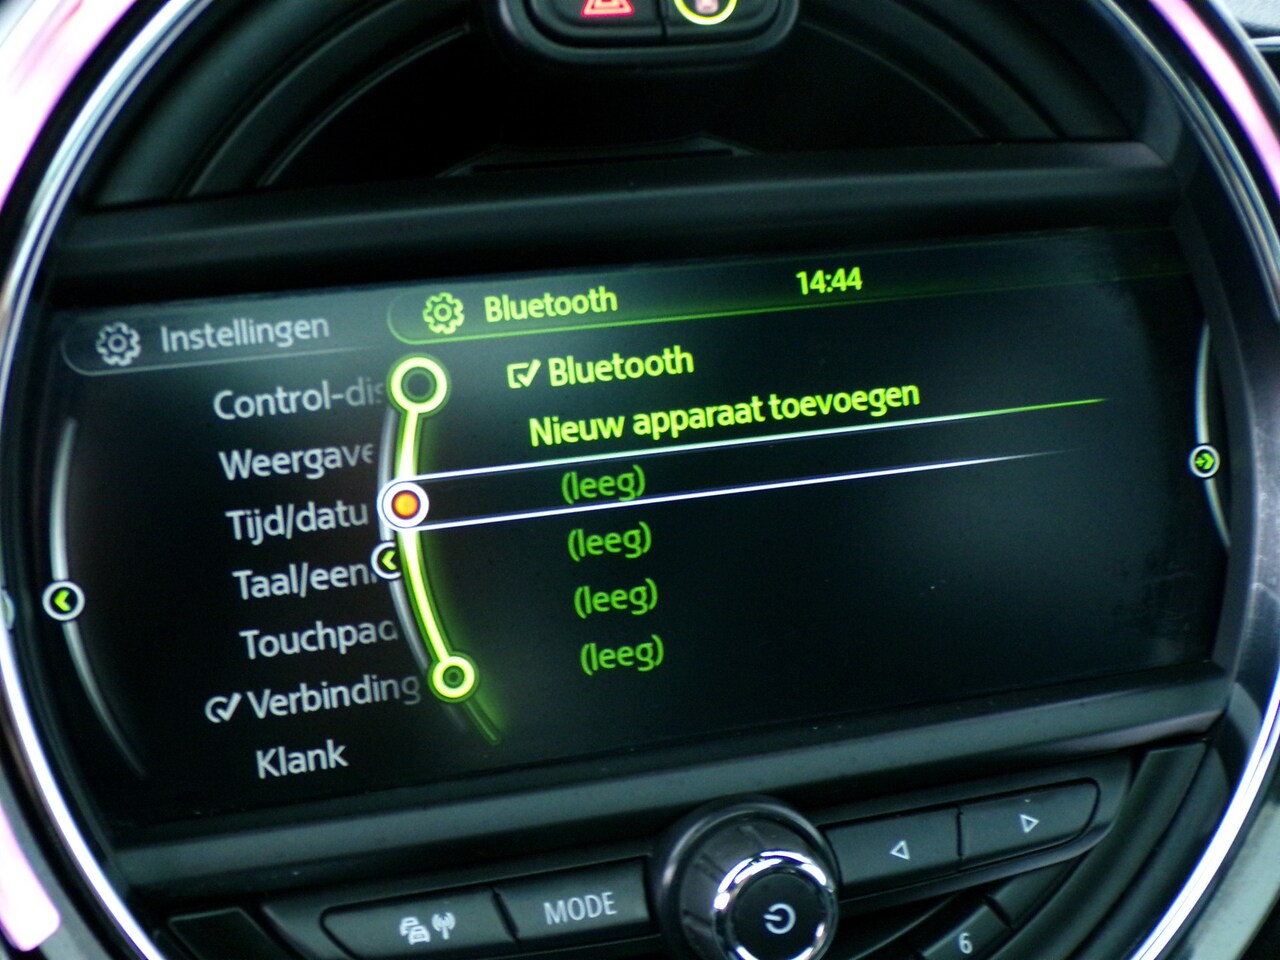 Instellingen
Bluetooth
14:44
Control-dis
Weergave
Tijd/datu
Taal/een
Touchpad
Verbinding
Klank
Bluetooth
Nieuw apparaat toevoegen
(leeg)
(leeg)
(leeg)
(leeg)
MODE
6